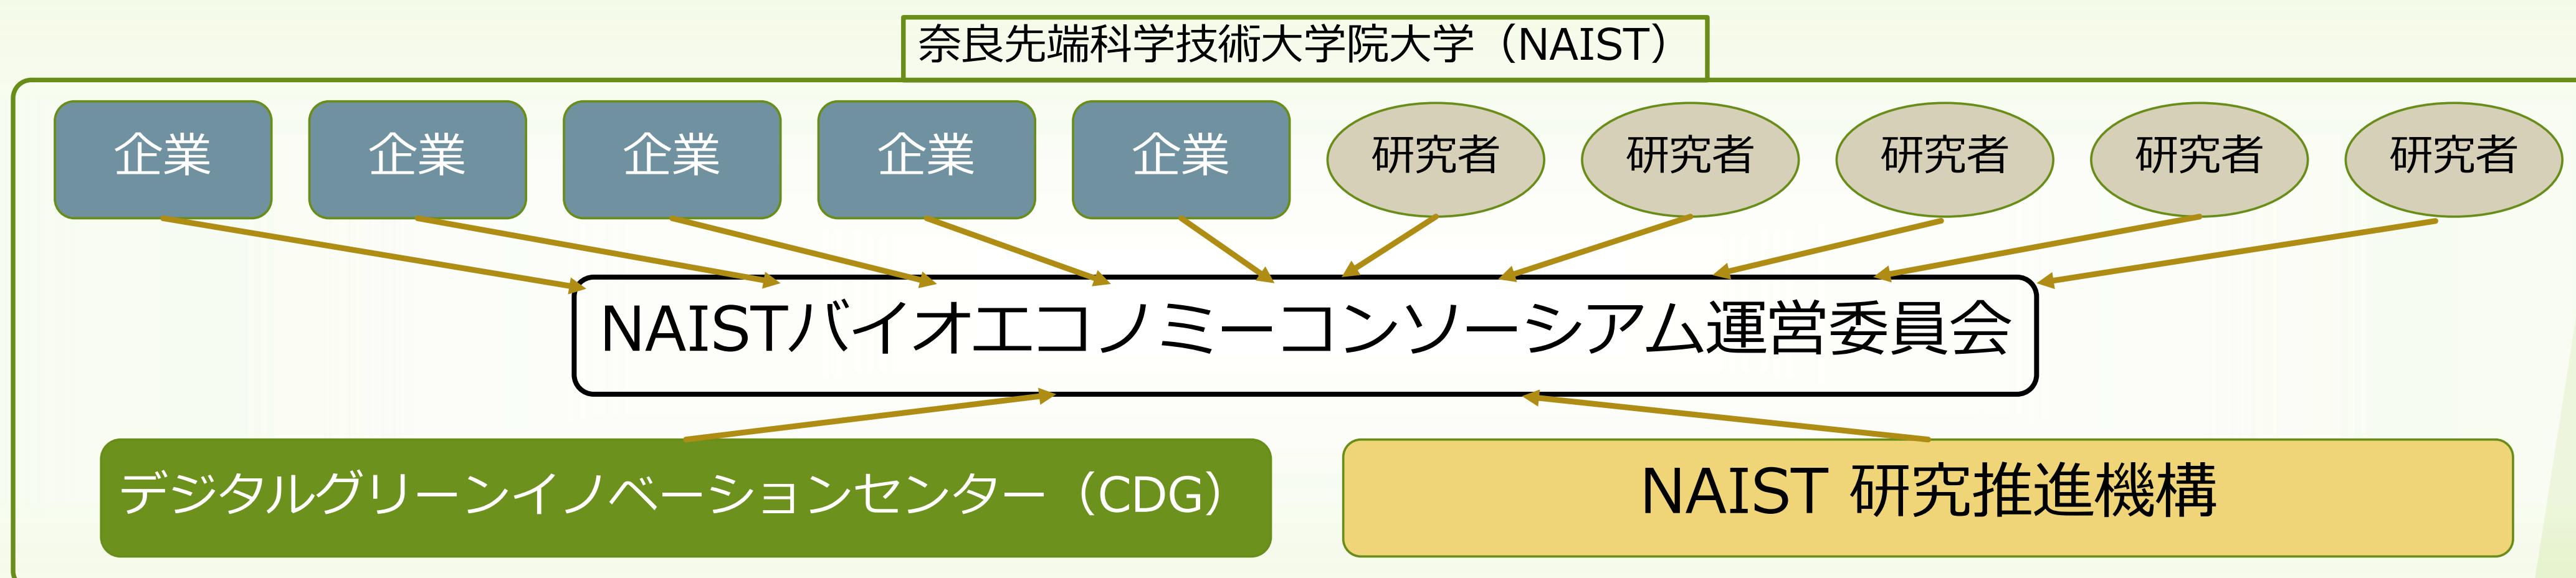 奈良先端科学技術大学院大学（NAIST）
企業
企業
企業
企業
企業
研究者
研究者
研究者
研究者
研究者
NAISTバイオエコノミーコンソーシアム運営委員会
デジタルグリーンイノベーションセンター（CDG）
NAIST 研究推進機構